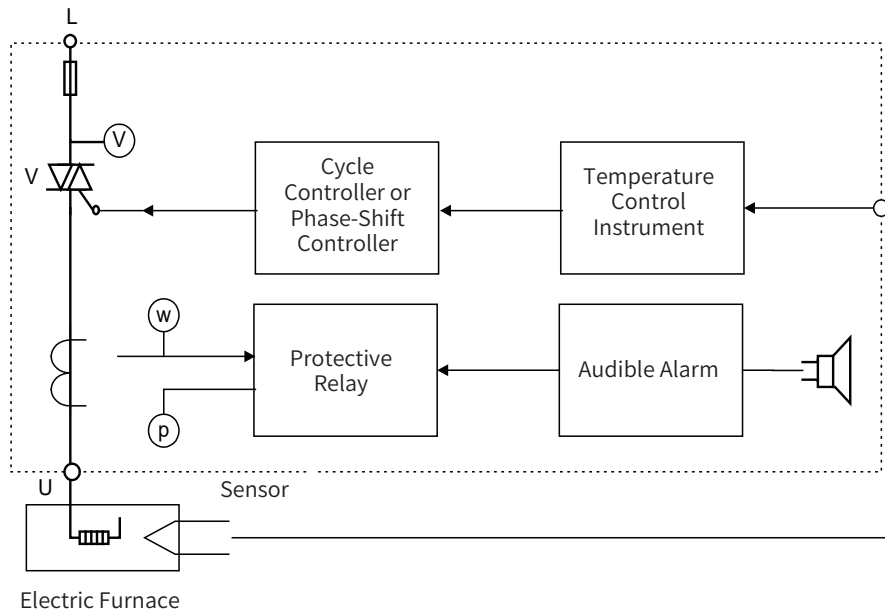 L
V
V
Cycle
Controller or
Phase-Shift
Controller
Temperature
Control
Instrument
w
Protective
Relay
Audible Alarm
p
U
Sensor
Electric Furnace